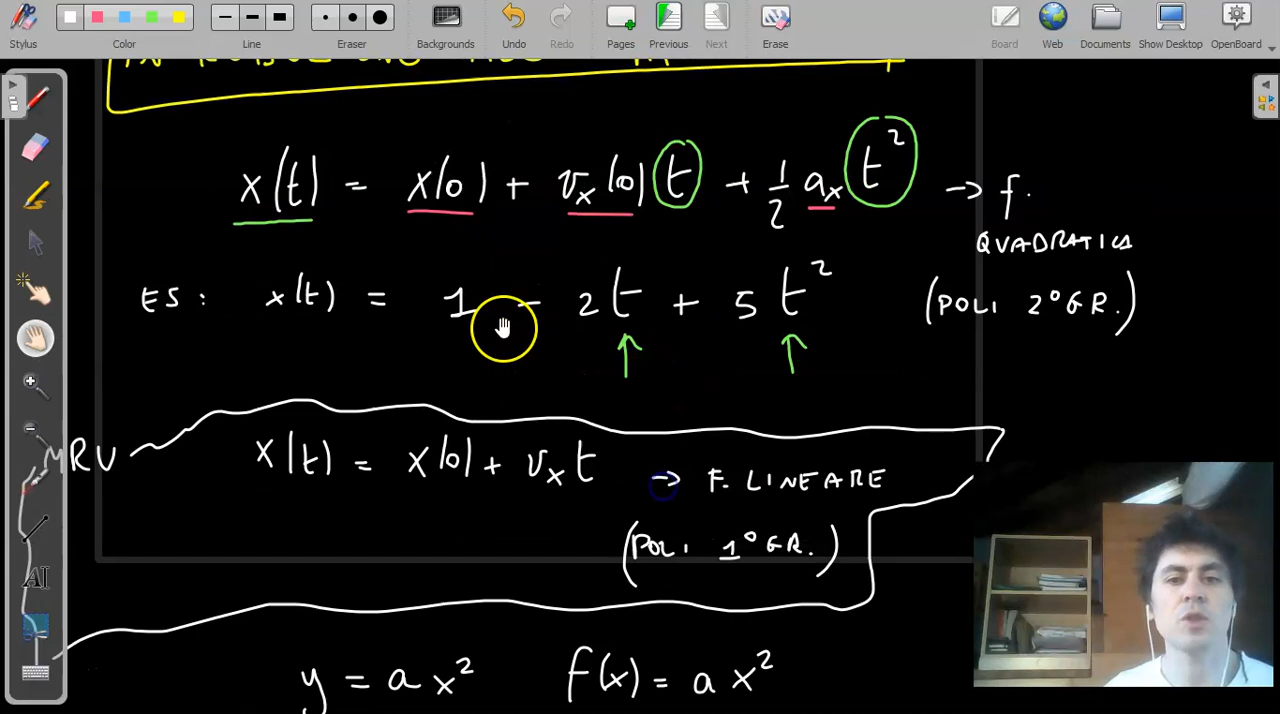 Stylus Color Line Eraser Backgrounds Undo Redo Pages Previous Next Erase Board Web Documents Show Desktop OpenBoard
x(t) = x(0) + vₓ(0) t + 1/2 aₓ t² → f.
QUADRATICA
ES: x(t) = 1 - 2t + 5t² (POLI 2° GR.)
MRU x(t) = x(0) + vₓ t → F. LINEARE
(POLI 1° GR.)
y = ax² f(x) = ax²